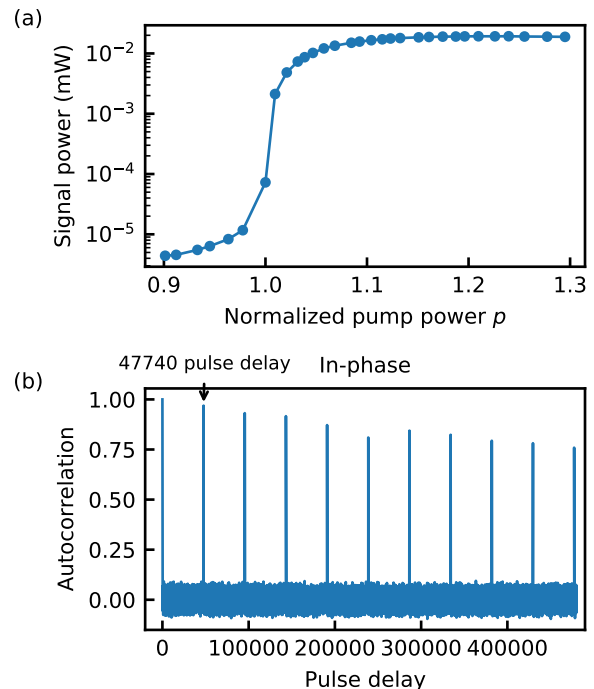 (a)
Signal power (mW)
10⁻²
10⁻³
10⁻⁴
10⁻⁵
0.9 1.0 1.1 1.2 1.3
Normalized pump power p
(b)
47740 pulse delay In-phase
Autocorrelation
1.00
0.75
0.50
0.25
0.00
0 100000 200000 300000 400000
Pulse delay